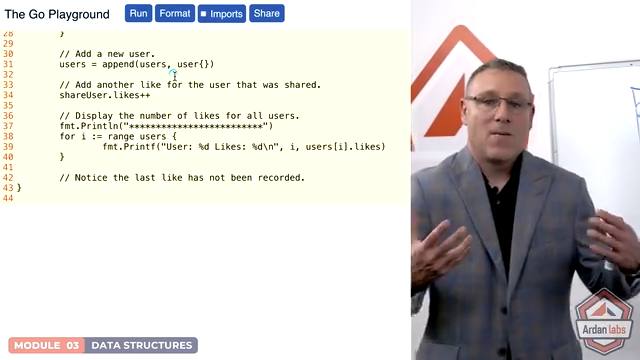 The Go Playground
Run Format Imports Share
28 }
29
30 // Add a new user.
31 users = append(users, user{})
32
33 // Add another like for the user that was shared.
34 shareUser.likes++
35
36 // Display the number of likes for all users.
37 fmt.Println("*************************")
38 for i := range users {
39 fmt.Printf("User: %d Likes: %d\n", i, users[i].likes)
40 }
41
42 // Notice the last like has not been recorded.
43 }
44
MODULE 03 DATA STRUCTURES
Ardan labs